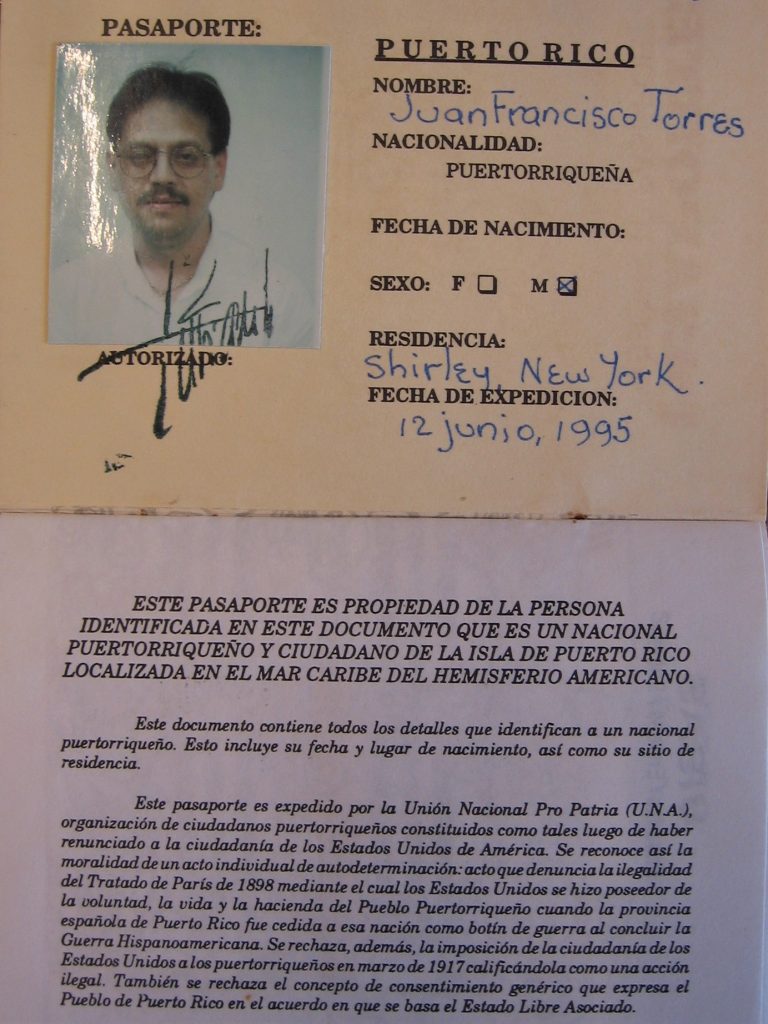 PASAPORTE:
PUERTO RICO
NOMBRE:
Juan Francisco Torres
NACIONALIDAD:
PUERTORRIQUEÑA
FECHA DE NACIMIENTO:
SEXO: F M
RESIDENCIA:
Shirley, New York.
FECHA DE EXPEDICION:
12 junio, 1995
AUTORIZADO:
ESTE PASAPORTE ES PROPIEDAD DE LA PERSONA
IDENTIFICADA EN ESTE DOCUMENTO QUE ES UN NACIONAL
PUERTORRIQUEÑO Y CIUDADANO DE LA ISLA DE PUERTO RICO
LOCALIZADA EN EL MAR CARIBE DEL HEMISFERIO AMERICANO.
Este documento contiene todos los detalles que identifican a un nacional
puertorriqueño. Esto incluye su fecha y lugar de nacimiento, así como su sitio de
residencia.
Este pasaporte es expedido por la Unión Nacional Pro Patria (U.N.A.),
organización de ciudadanos puertorriqueños constituidos como tales luego de haber
renunciado a la ciudadanía de los Estados Unidos de América. Se reconoce así la
moralidad de un acto individual de autodeterminación: acto que denuncia la ilegalidad
del Tratado de París de 1898 mediante el cual los Estados Unidos se hizo poseedor de
la voluntad, la vida y la hacienda del Pueblo Puertorriqueño cuando la provincia
española de Puerto Rico fue cedida a esa nación como botín de guerra al concluir la
Guerra Hispanoamericana. Se rechaza, además, la imposición de la ciudadanía de los
Estados Unidos a los puertorriqueños en marzo de 1917 calificándola como una acción
ilegal. También se rechaza el concepto de consentimiento genérico que expresa el
Pueblo de Puerto Rico en el acuerdo en que se basa el Estado Libre Asociado.